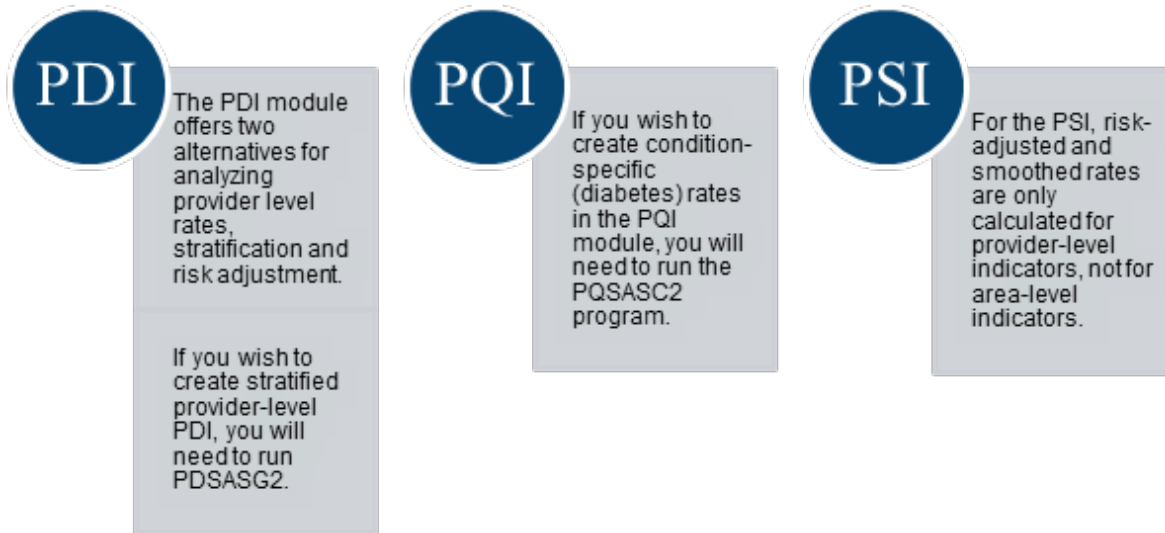 PDI
The PDI module
offers two
alternatives for
analyzing
provider level
rates,
stratification and
risk adjustment.
If you wish to
create stratified
provider-level
PDI, you will
need to run
PDSASG2.
PQI
If you wish to
create condition-
specific
(diabetes) rates
in the PQI
module, you will
need to run the
PQSASC2
program.
PSI
For the PSI, risk-
adjusted and
smoothed rates
are only
calculated for
provider-level
indicators, not for
area-level
indicators.